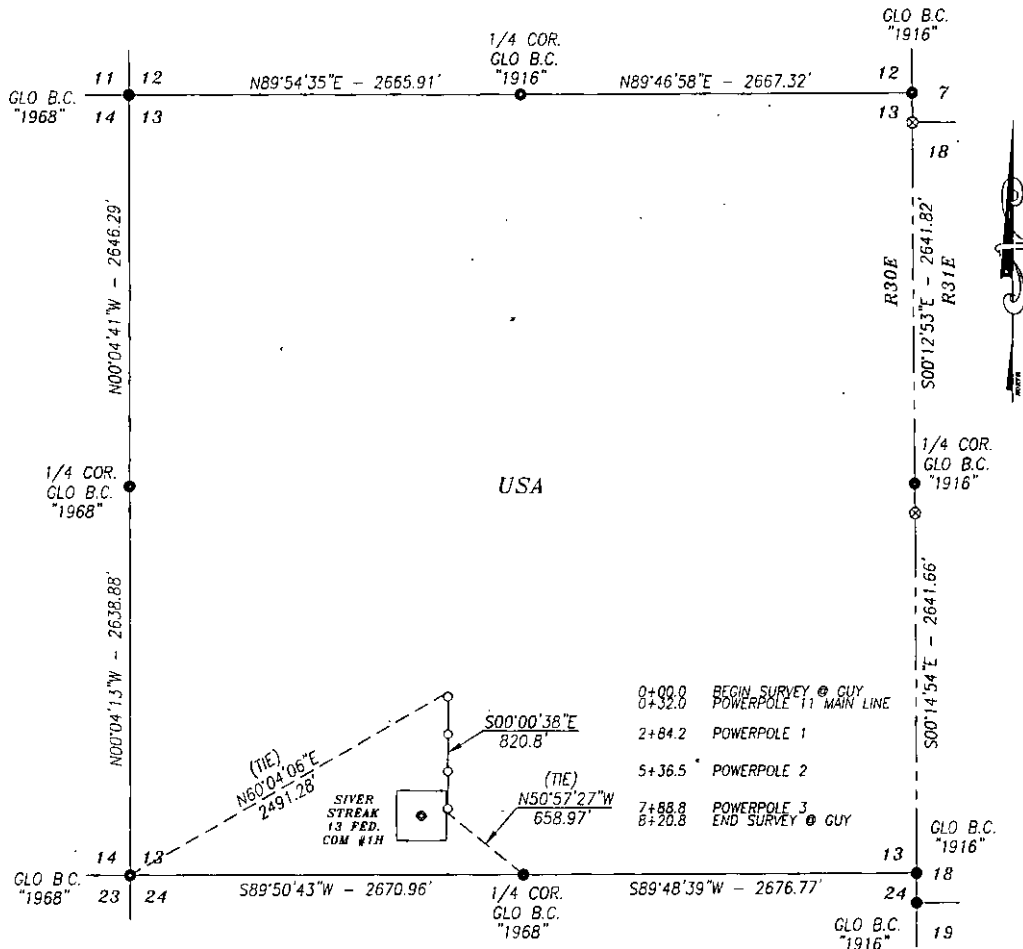 GLO B.C.
"1916"
1/4 COR.
GLO B.C.
"1916"
11 12
N89°54'35"E - 2665.91'
N89°46'58"E - 2667.32'
12
7
GLO B.C.
"1968"
14 13
13
18
N00°04'41"W - 2646.29'
R30E
S00°12'53"E - 2641.82'
R31E
NORTH
1/4 COR.
GLO B.C.
"1968"
USA
1/4 COR.
GLO B.C.
"1916"
N00°04'13"W - 2638.88'
S00°14'54"E - 2641.66'
0+00.0 BEGIN SURVEY @ GUY
0+32.0 POWERPOLE 11 MAIN LINE
2+84.2 POWERPOLE 1
5+36.5 POWERPOLE 2
7+88.8 POWERPOLE 3
8+20.8 END SURVEY @ GUY
S00°00'38"E
820.8'
(TIE)
N60°04'06"E
2491.28'
(TIE)
N50°57'27"W
658.97'
SIVER
STREAK
13 FED.
COM #1H
14 13
GLO B.C.
"1968"
23 24
S89°50'43"W - 2670.96'
1/4 COR.
GLO B.C.
"1968"
S89°48'39"W - 2676.77'
GLO B.C.
"1916"
13
18
24
19
GLO B.C.
"1916"